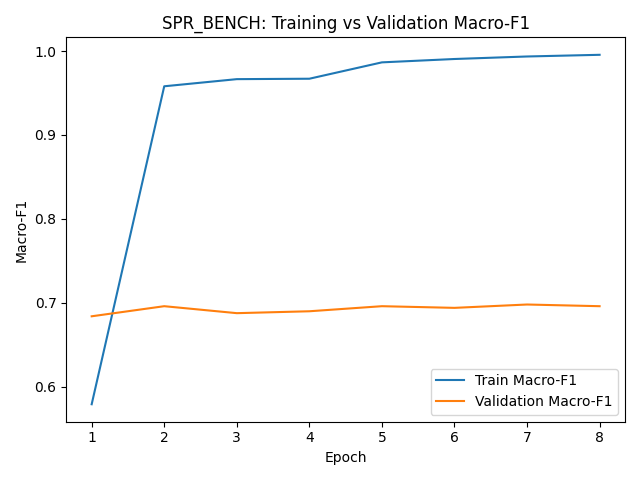 SPR_BENCH: Training vs Validation Macro-F1
Macro-F1
1.0
0.9
0.8
0.7
0.6
Train Macro-F1
Validation Macro-F1
1 2 3 4 5 6 7 8
Epoch